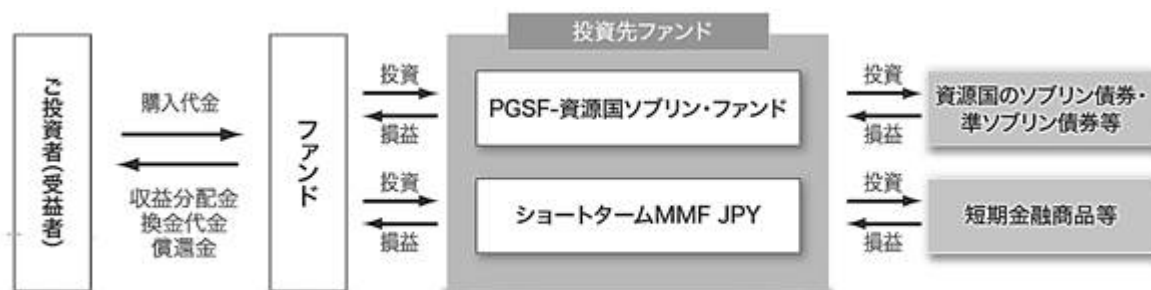 ご投資者(受益者)
購入代金
収益分配金
換金代金
償還金
ファンド
投資
損益
投資
損益
投資先ファンド
PGSF-資源国ソブリン・ファンド
ショートタームMMF JPY
投資
損益
投資
損益
資源国のソブリン債券・
準ソブリン債券等
短期金融商品等